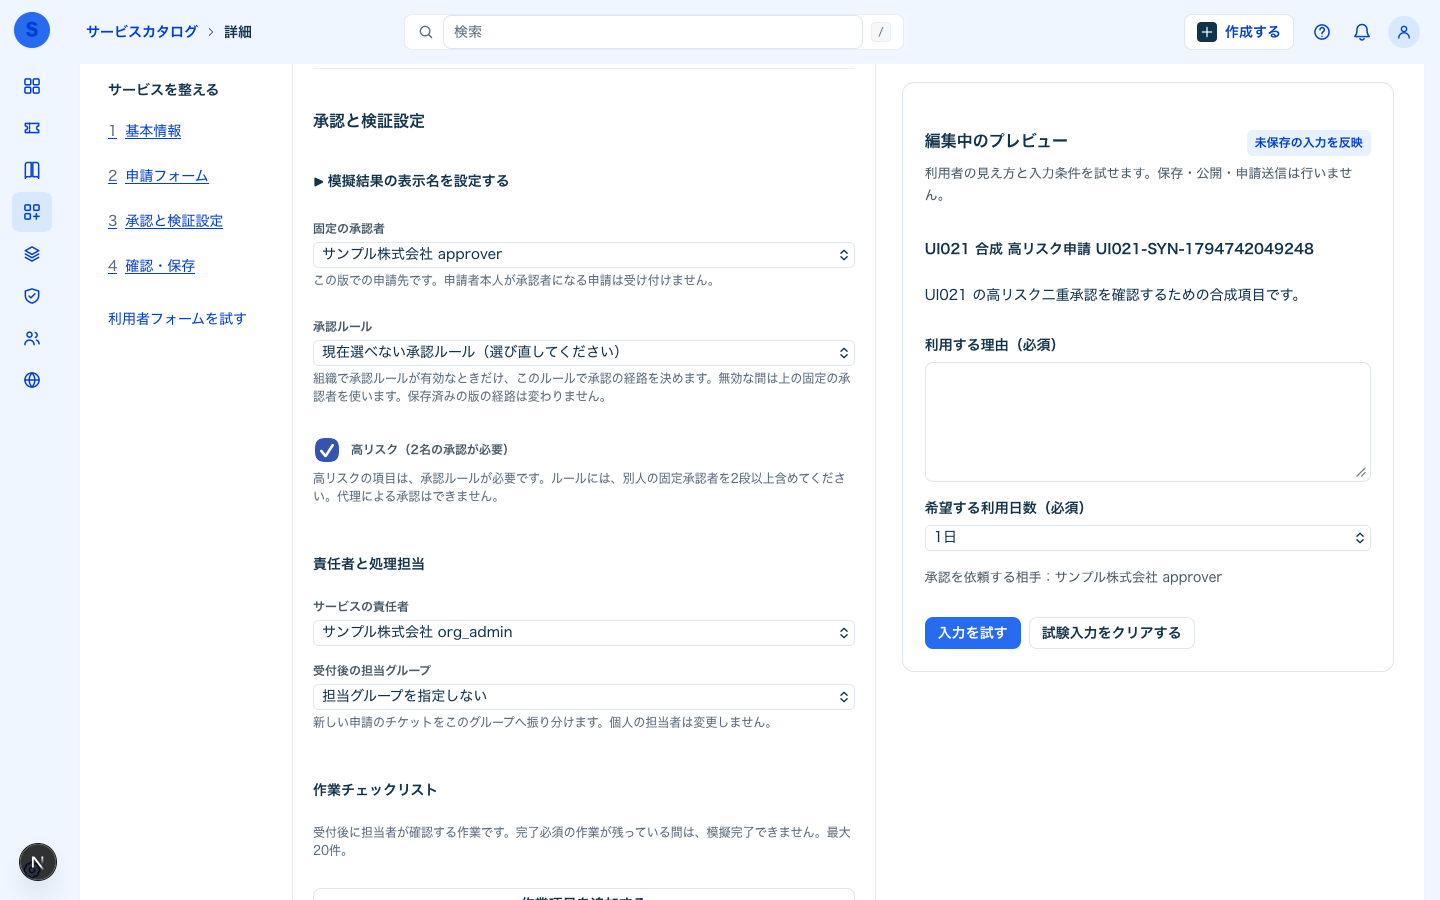 S
サービスカタログ > 詳細
検索
/
作成する
サービスを整える
1 基本情報
2 申請フォーム
3 承認と検証設定
4 確認・保存
利用者フォームを試す
承認と検証設定
▶ 模擬結果の表示名を設定する
固定の承認者
サンプル株式会社 approver
この版での申請先です。申請者本人が承認者になる申請は受け付けません。
承認ルール
現在選べない承認ルール（選び直してください）
組織で承認ルールが有効なときだけ、このルールで承認の経路を決めます。無効な間は上の固定の承
認者を使います。保存済みの版の経路は変わりません。
高リスク（2名の承認が必要）
高リスクの項目は、承認ルールが必要です。ルールには、別人の固定承認者を2段以上含めてくださ
い。代理による承認はできません。
責任者と処理担当
サービスの責任者
サンプル株式会社 org_admin
受付後の担当グループ
担当グループを指定しない
新しい申請のチケットをこのグループへ振り分けます。個人の担当者は変更しません。
作業チェックリスト
受付後に担当者が確認する作業です。完了必須の作業が残っている間は、模擬完了できません。最大
20件。
作業項目を追加する
編集中のプレビュー
未保存の入力を反映
利用者の見え方と入力条件を試せます。保存・公開・申請送信は行いませ
ん。
UI021 合成 高リスク申請 UI021-SYN-1794742049248
UI021 の高リスク二重承認を確認するための合成項目です。
利用する理由（必須）
希望する利用日数（必須）
1日
承認を依頼する相手：サンプル株式会社 approver
入力を試す
試験入力をクリアする
N